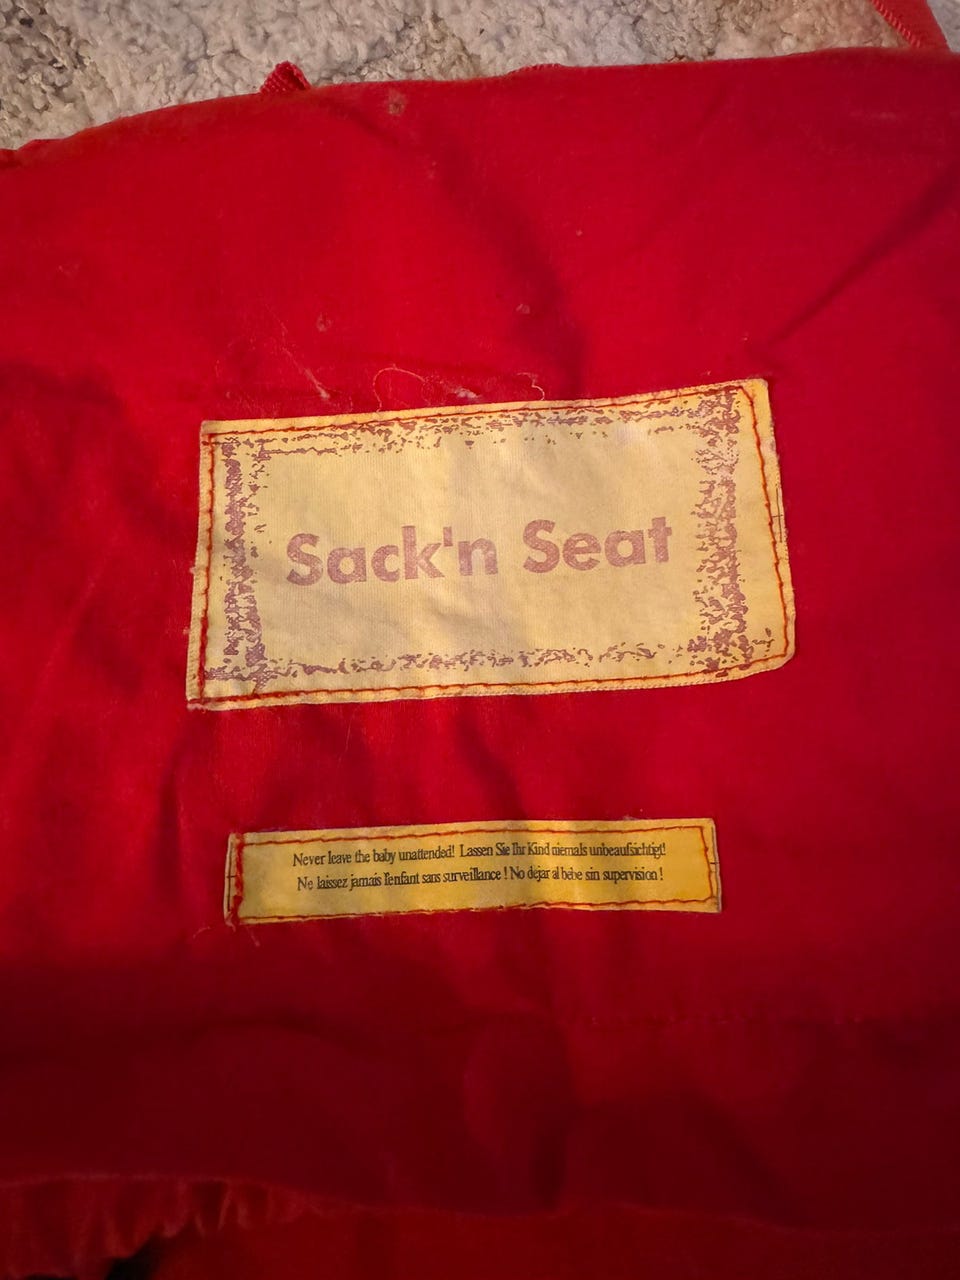 Sack'n Seat
Never leave the baby unattended! Lassen Sie Ihr Kind niemals unbeaufsichtigt!
Ne laissez jamais l'enfant sans surveillance ! No dejar al bebe sin supervision !